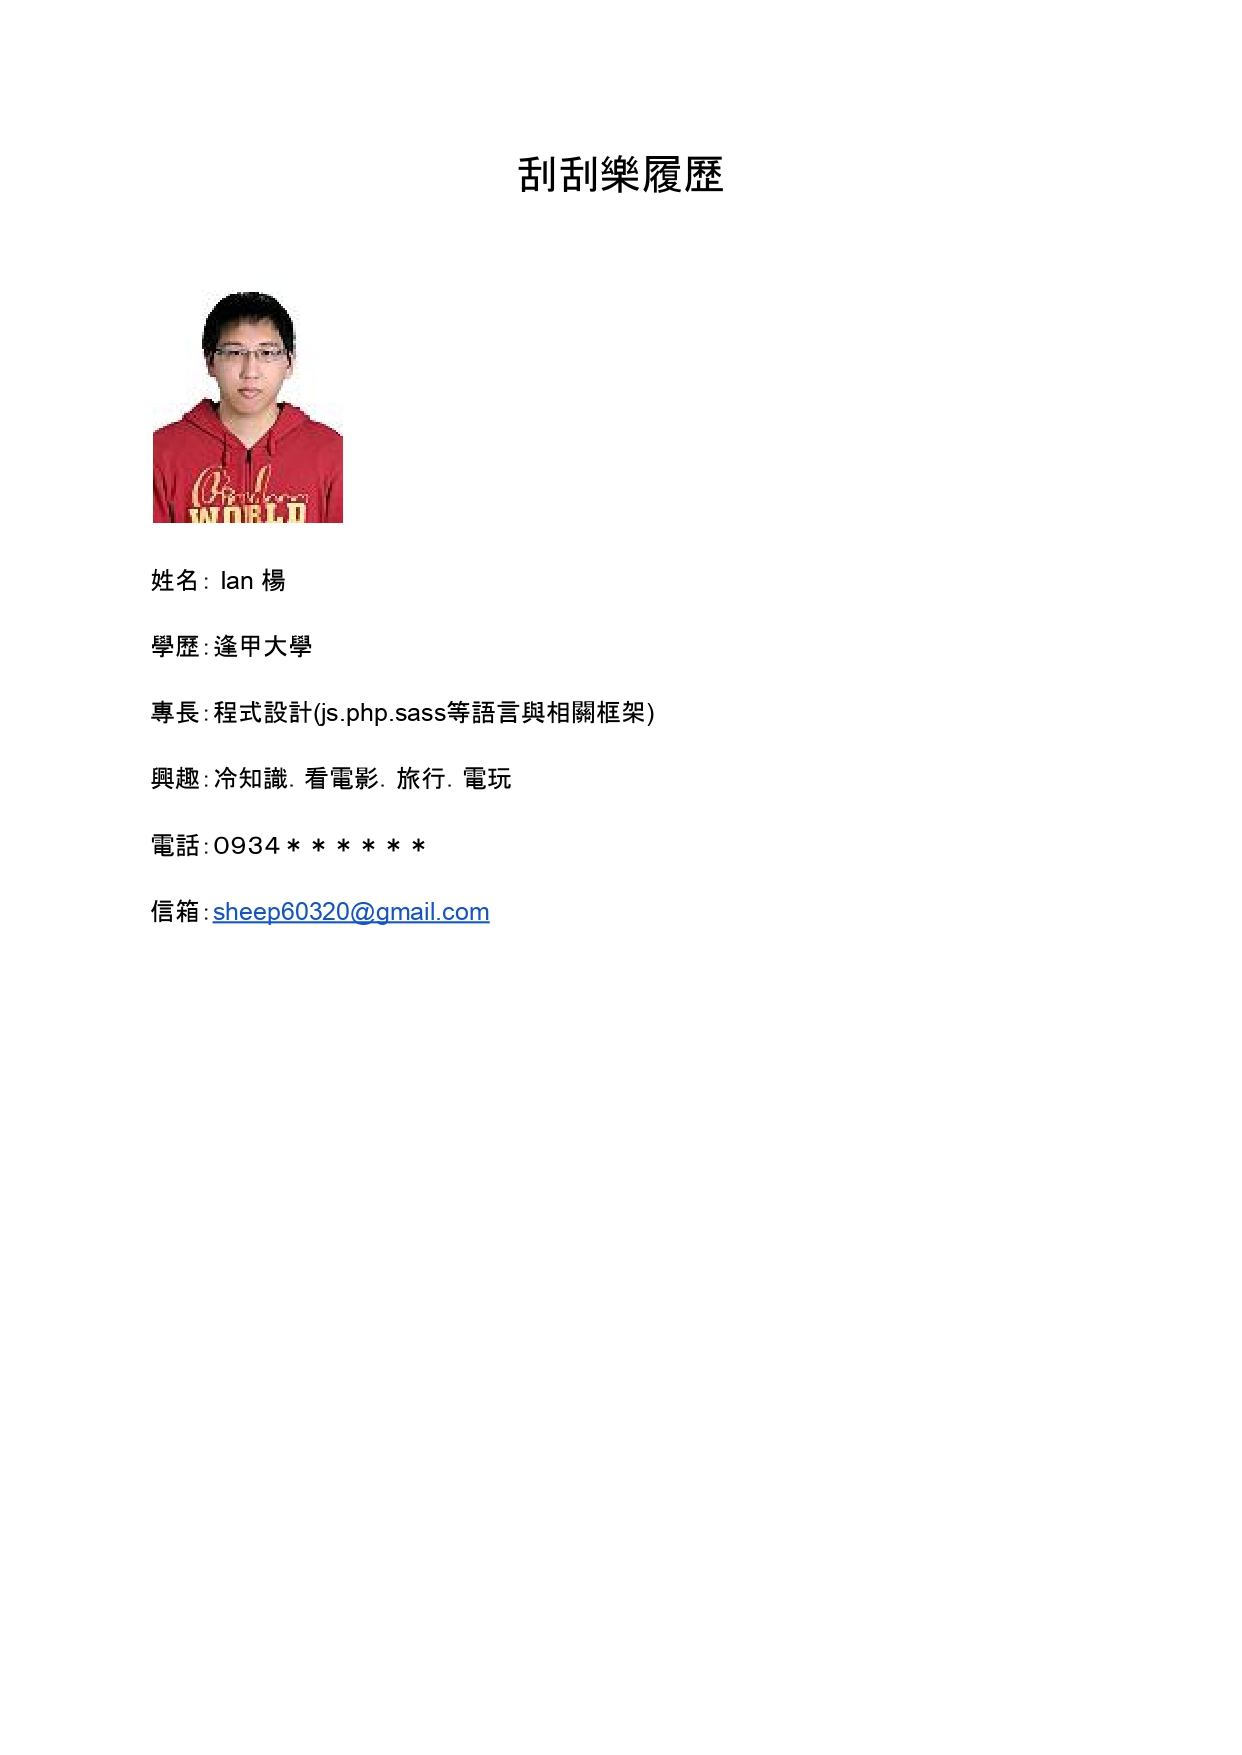 刮刮樂履歷
WORLD
姓名： Ian 楊
學歷：逢甲大學
專長：程式設計(js.php.sass等語言與相關框架)
興趣：冷知識．看電影．旅行．電玩
電話：0934＊＊＊＊＊＊
信箱：sheep60320@gmail.com